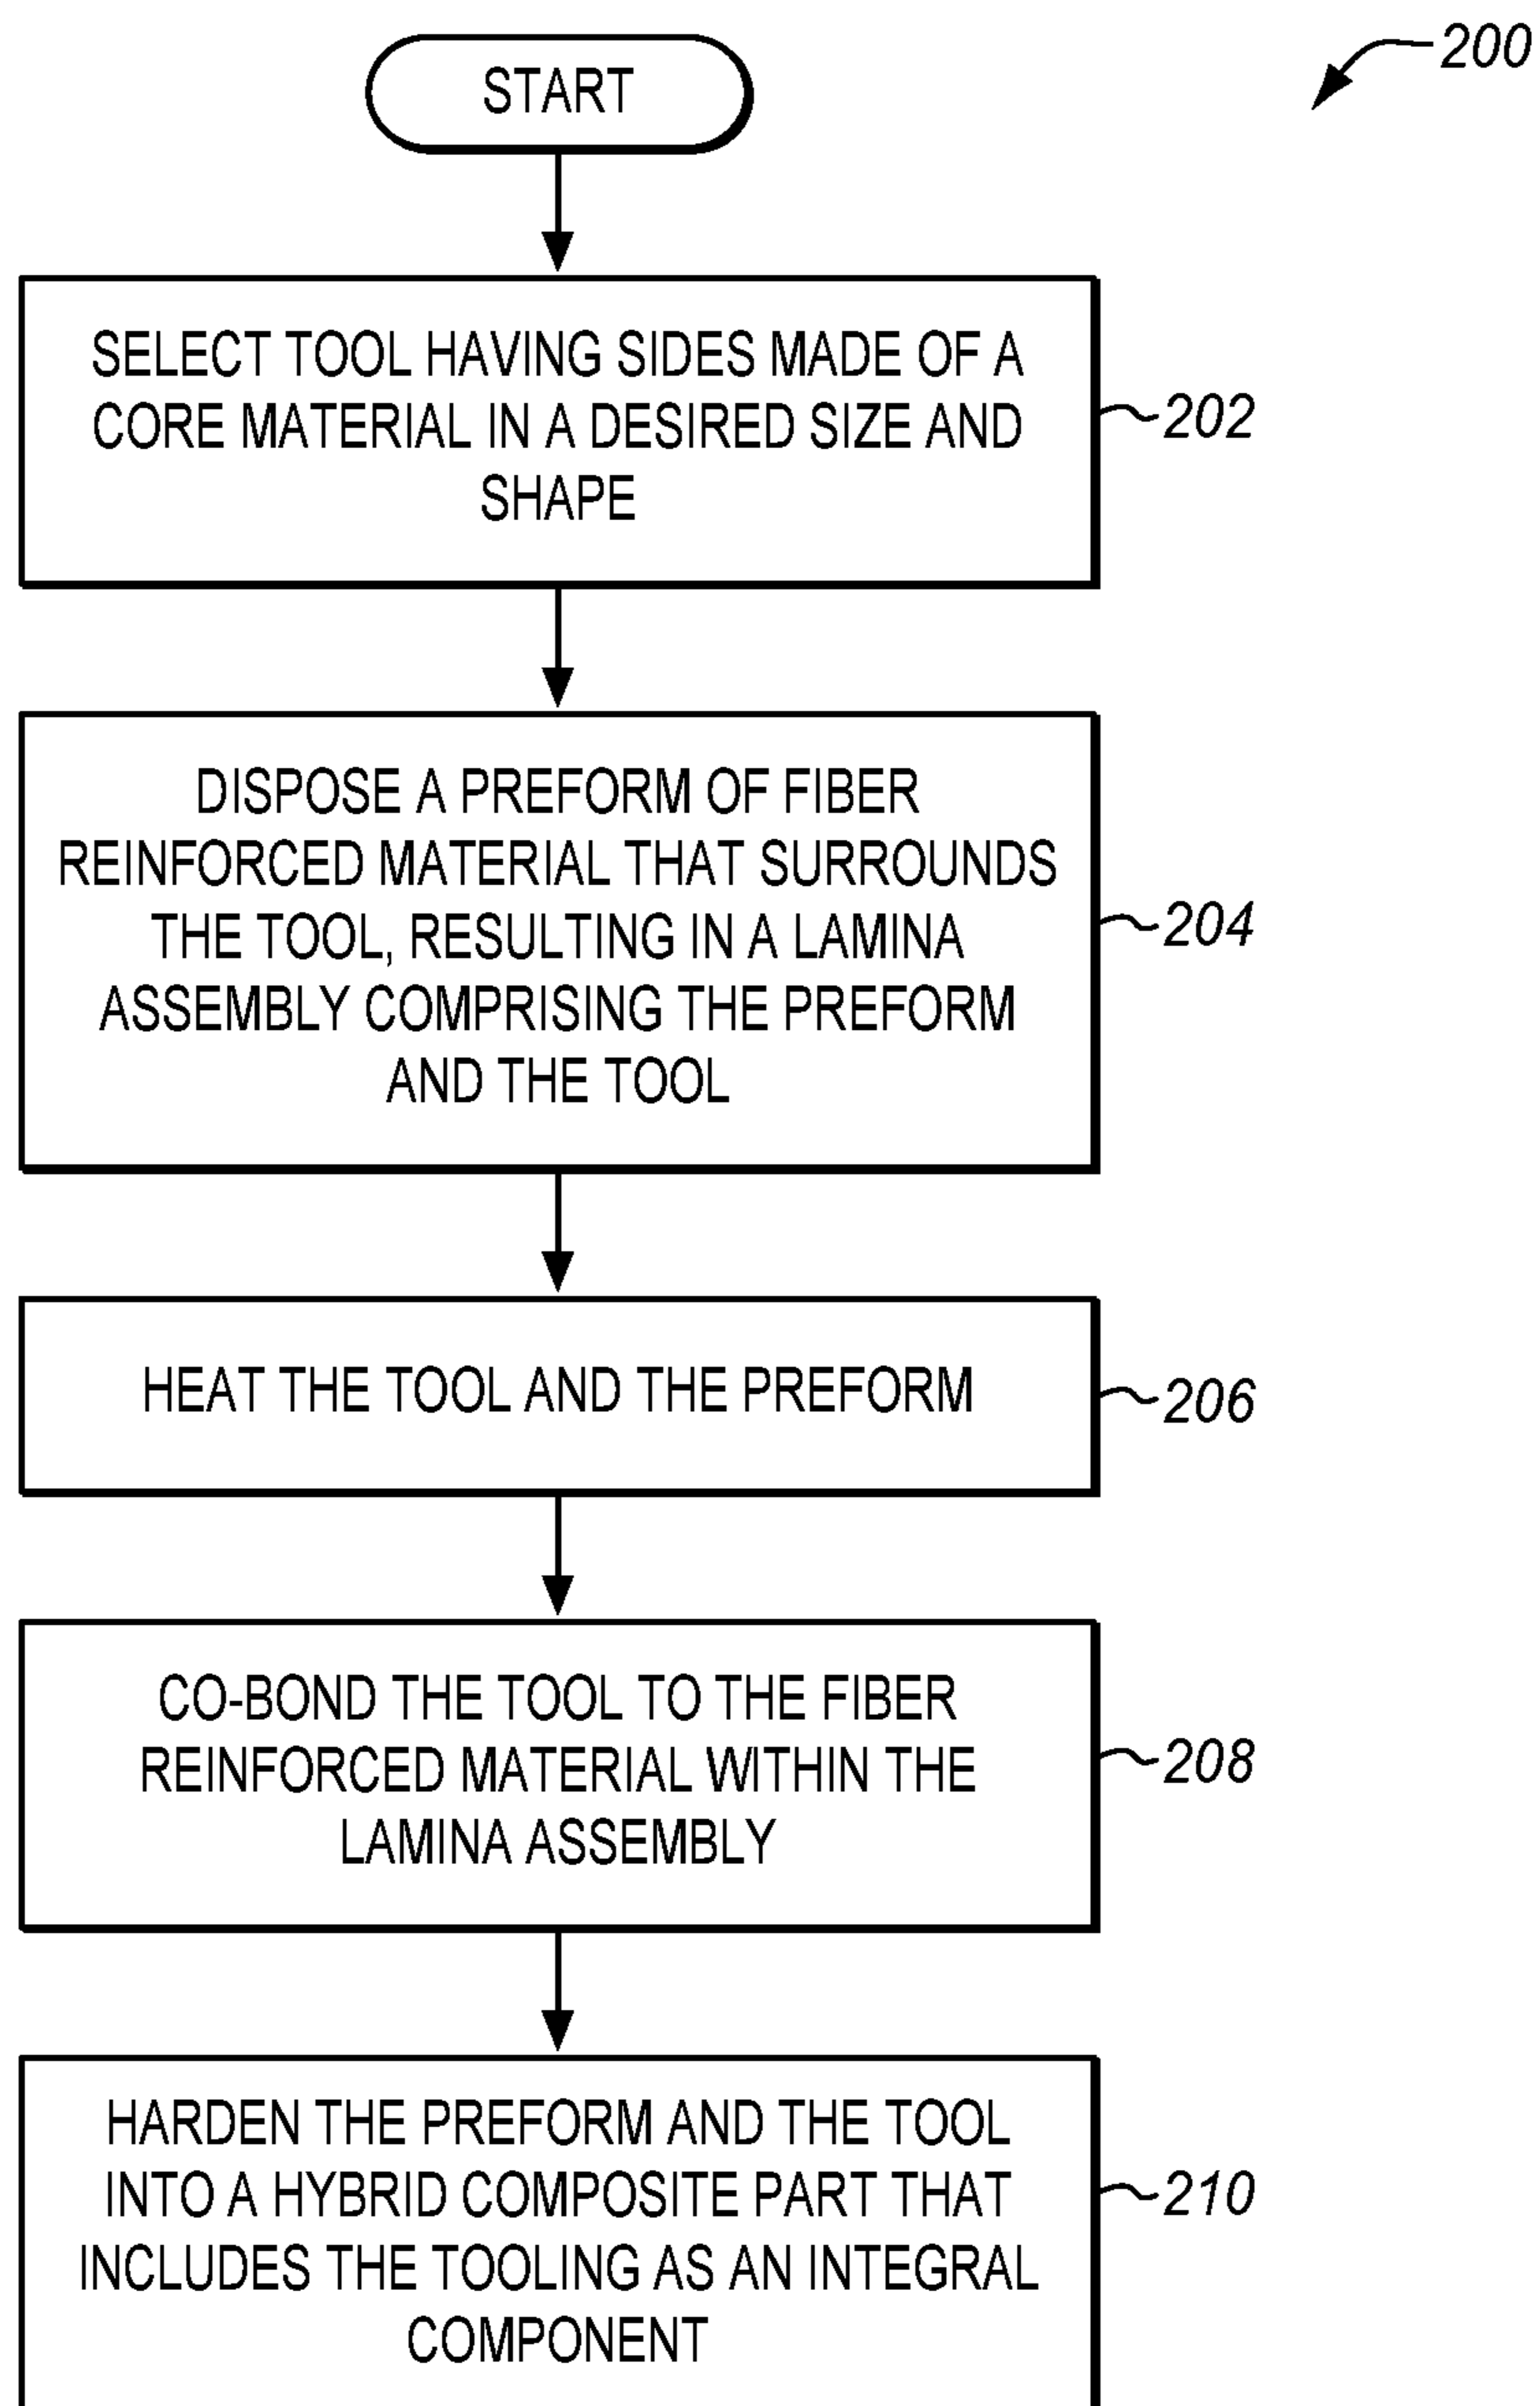 START
200
SELECT TOOL HAVING SIDES MADE OF A
CORE MATERIAL IN A DESIRED SIZE AND
SHAPE
202
DISPOSE A PREFORM OF FIBER
REINFORCED MATERIAL THAT SURROUNDS
THE TOOL, RESULTING IN A LAMINA
ASSEMBLY COMPRISING THE PREFORM
AND THE TOOL
204
HEAT THE TOOL AND THE PREFORM
206
CO-BOND THE TOOL TO THE FIBER
REINFORCED MATERIAL WITHIN THE
LAMINA ASSEMBLY
208
HARDEN THE PREFORM AND THE TOOL
INTO A HYBRID COMPOSITE PART THAT
INCLUDES THE TOOLING AS AN INTEGRAL
COMPONENT
210